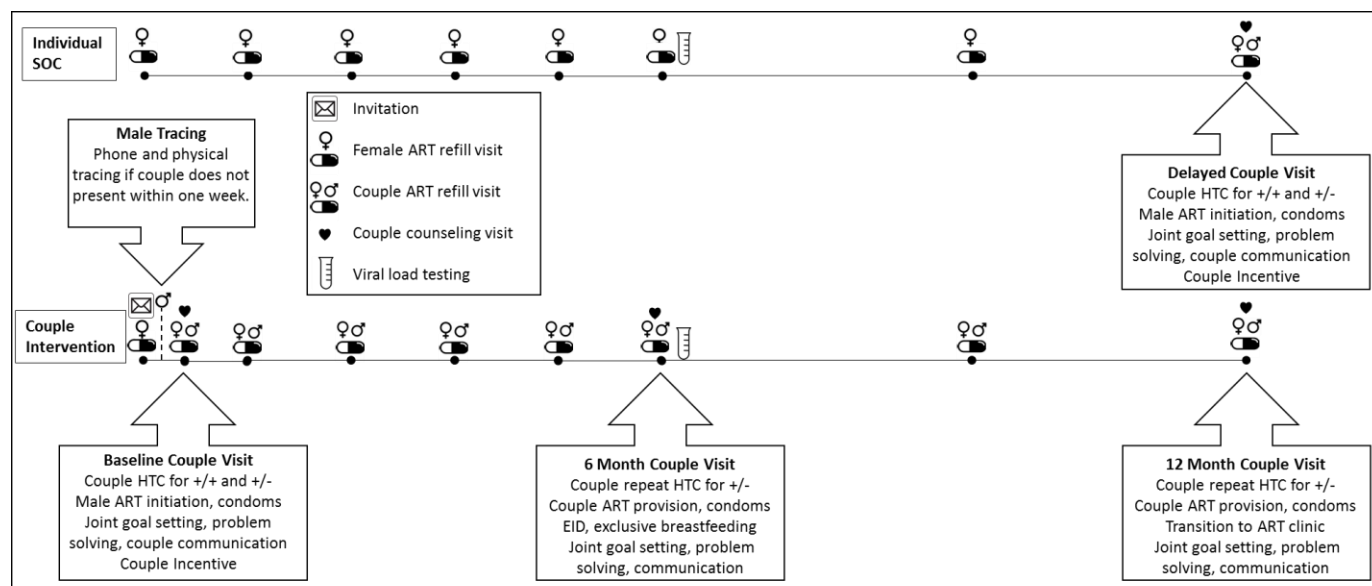 Individual
SOC
Male Tracing
Phone and physical
tracing if couple does not
present within one week.
Invitation
Female ART refill visit
Couple ART refill visit
Couple counseling visit
Viral load testing
Delayed Couple Visit
Couple HTC for +/+ and +/-
Male ART initiation, condoms
Joint goal setting, problem
solving, couple communication
Couple Incentive
Couple
Intervention
Baseline Couple Visit
Couple HTC for +/+ and +/-
Male ART initiation, condoms
Joint goal setting, problem
solving, couple communication
Couple Incentive
6 Month Couple Visit
Couple repeat HTC for +/-
Couple ART provision, condoms
EID, exclusive breastfeeding
Joint goal setting, problem
solving, communication
12 Month Couple Visit
Couple repeat HTC for +/-
Couple ART provision, condoms
Transition to ART clinic
Joint goal setting, problem
solving, communication